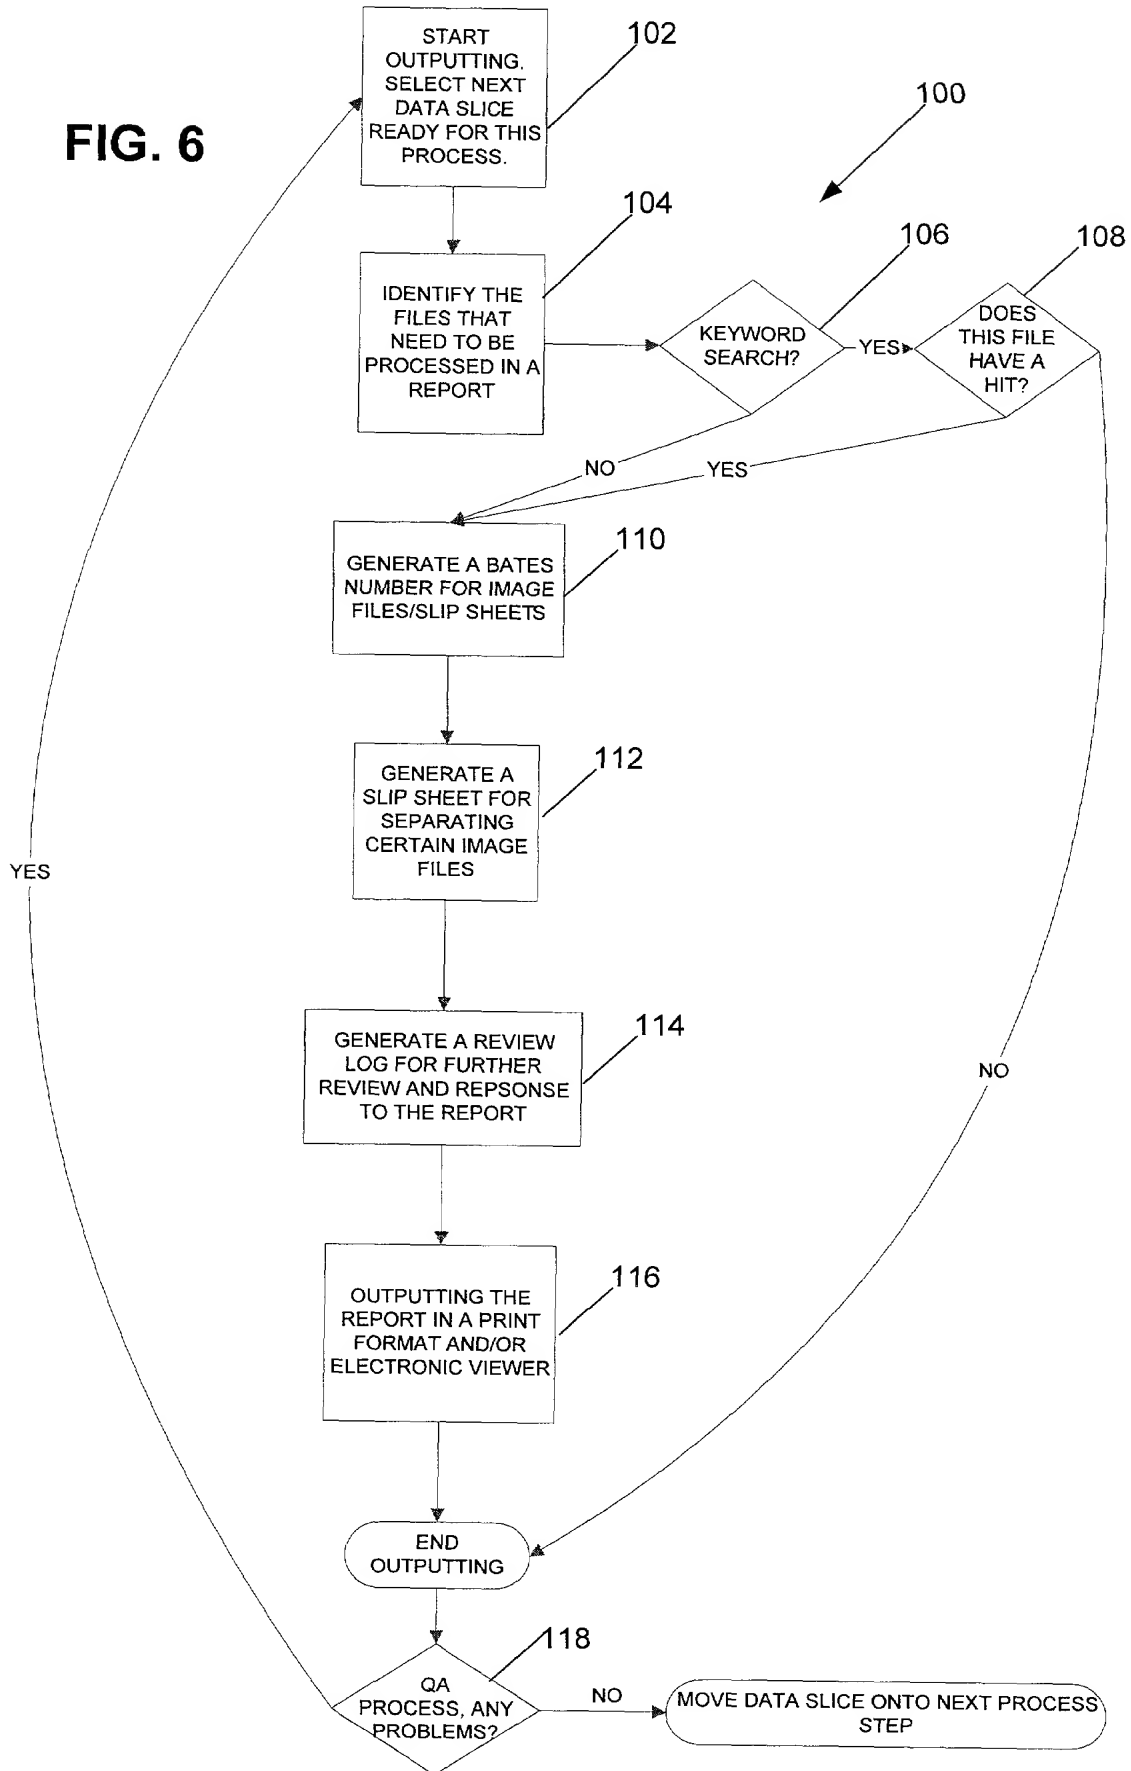 FIG. 6
START
OUTPUTTING.
SELECT NEXT
DATA SLICE
READY FOR THIS
PROCESS.
102
100
104
IDENTIFY THE
FILES THAT
NEED TO BE
PROCESSED IN A
REPORT
106
KEYWORD
SEARCH?
YES
108
DOES
THIS FILE
HAVE A
HIT?
NO
YES
110
GENERATE A BATES
NUMBER FOR IMAGE
FILES/SLIP SHEETS
112
GENERATE A
SLIP SHEET FOR
SEPARATING
CERTAIN IMAGE
FILES
YES
114
GENERATE A REVIEW
LOG FOR FURTHER
REVIEW AND REPSONSE
TO THE REPORT
NO
116
OUTPUTTING THE
REPORT IN A PRINT
FORMAT AND/OR
ELECTRONIC VIEWER
END
OUTPUTTING
118
QA
PROCESS, ANY
PROBLEMS?
NO
MOVE DATA SLICE ONTO NEXT PROCESS
STEP